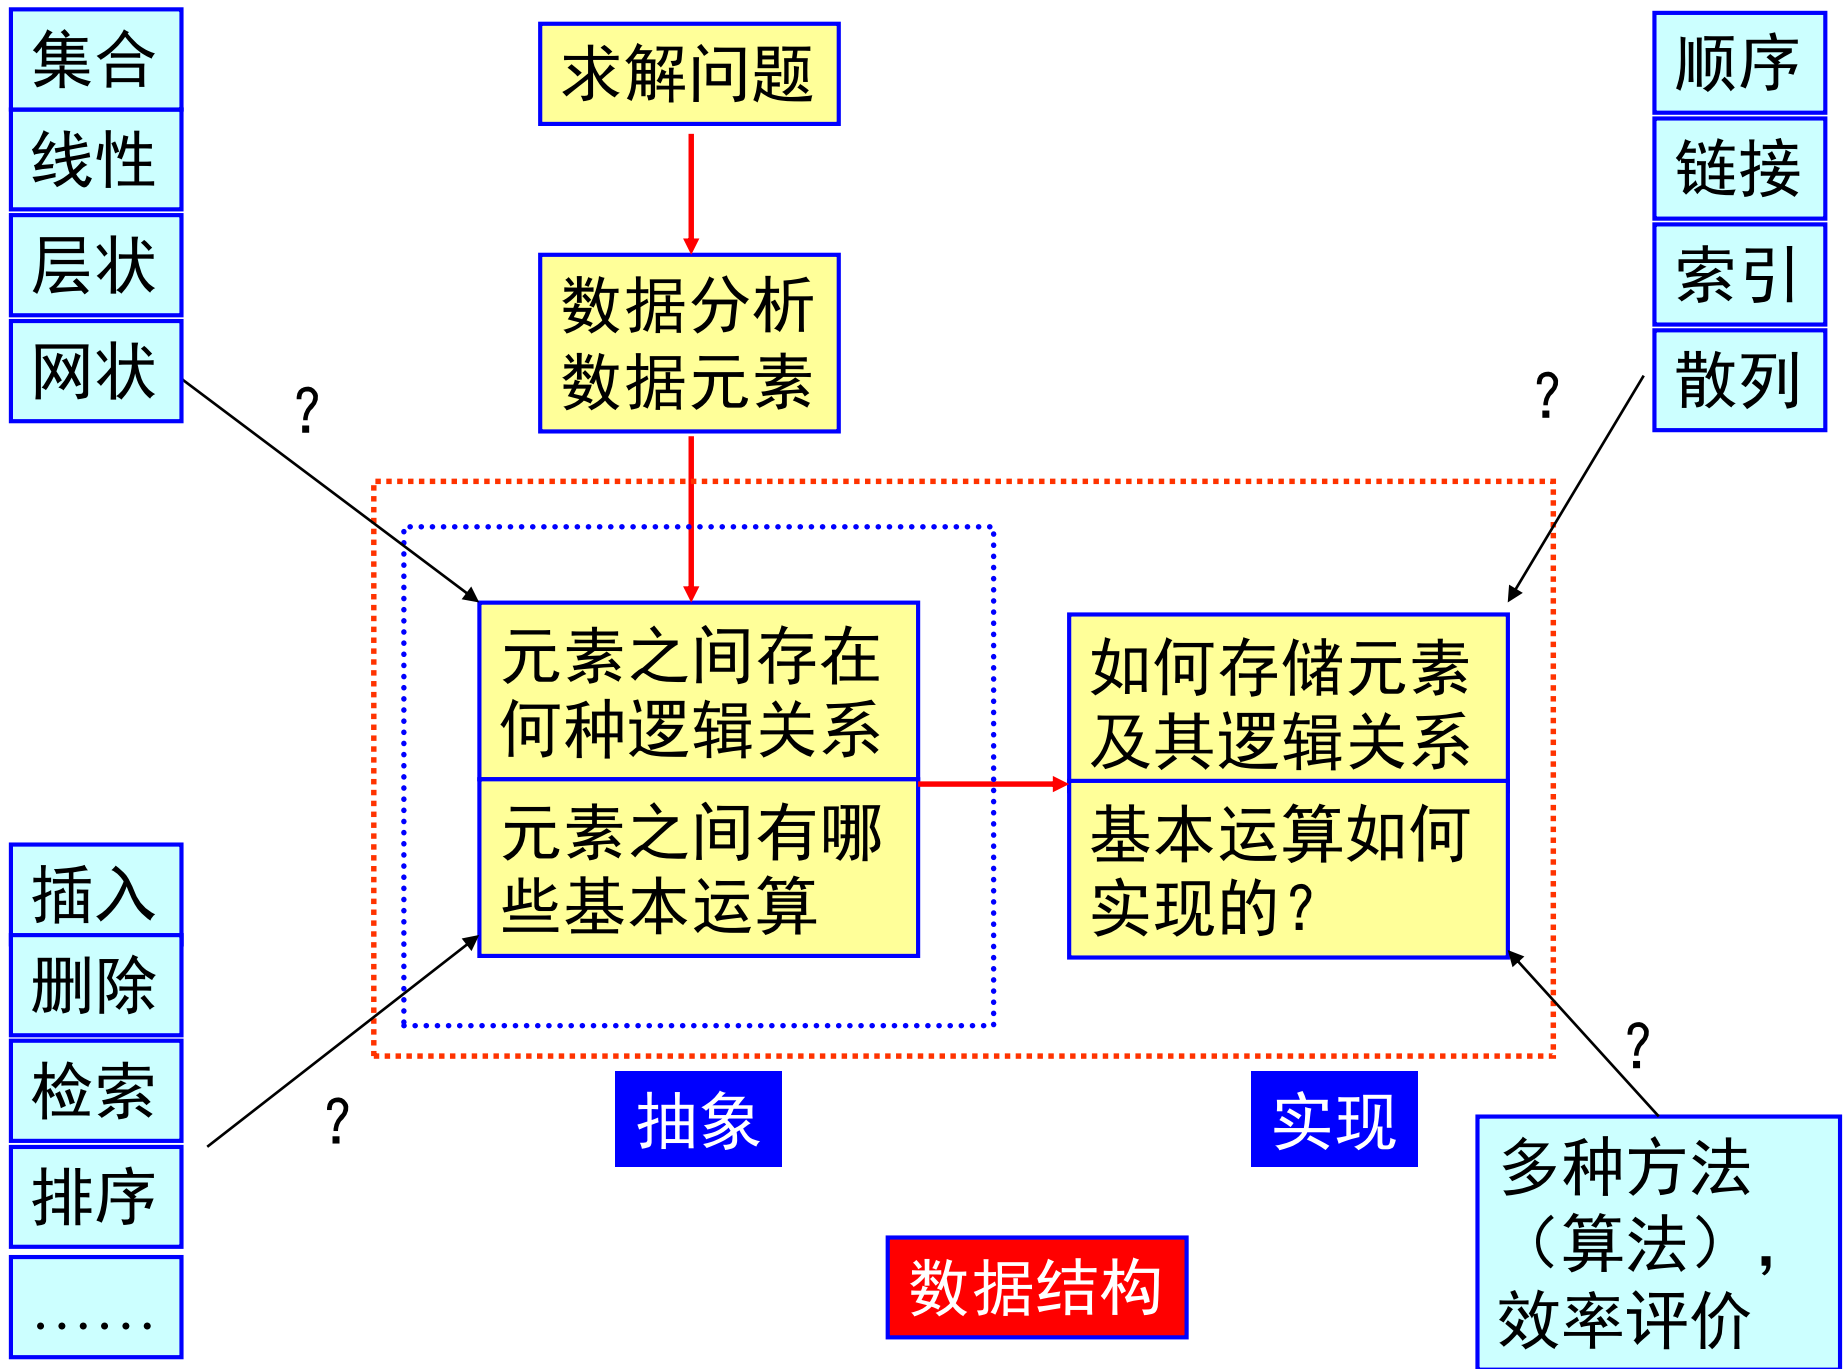 集合
线性
层状
网状
?
求解问题
数据分析
数据元素
顺序
链接
索引
散列
?
元素之间存在
何种逻辑关系
元素之间有哪
些基本运算
如何存储元素
及其逻辑关系
基本运算如何
实现的?
插入
删除
检索
排序
……
?
抽象
实现
?
多种方法
（算法），
效率评价
数据结构